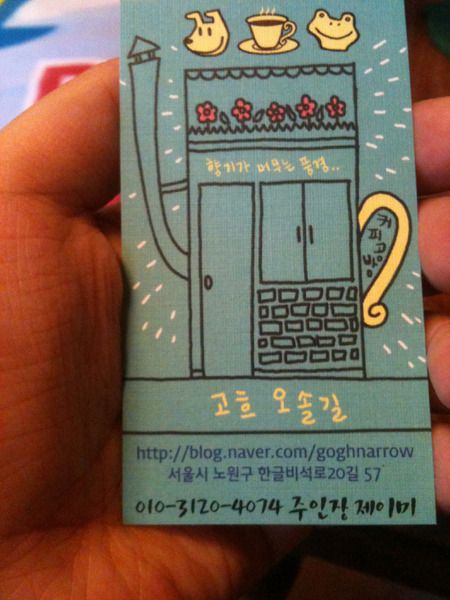 향기가 머무는 풍경..
커피공방
고흐 오솔길
http://blog.naver.com/goghnarrow
서울시 노원구 한글비석로20길 57
010-3120-4074 주인장 제이미